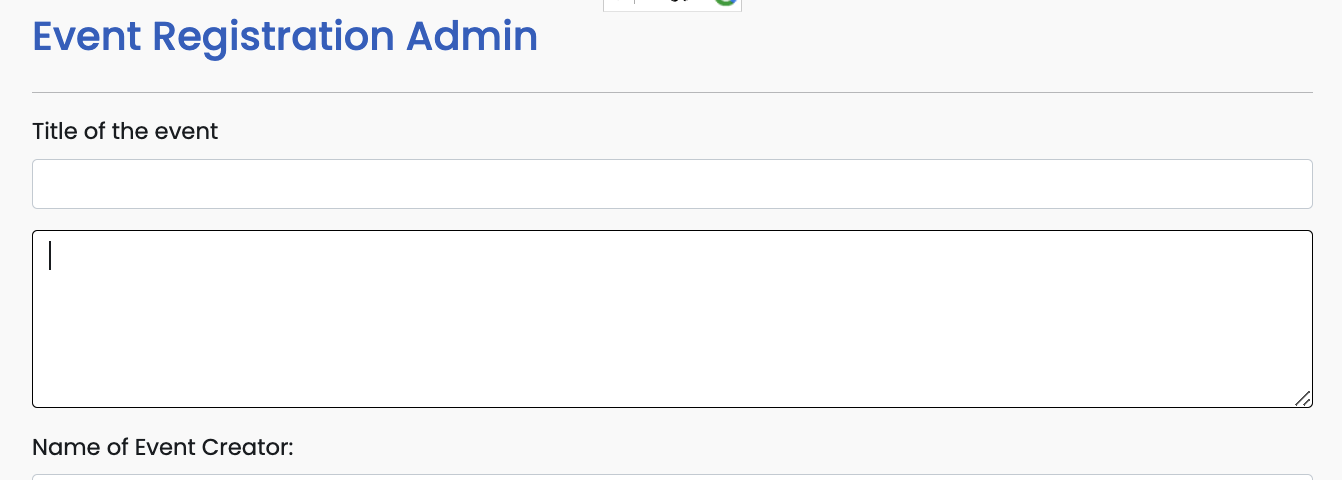 Event Registration Admin
Title of the event
Name of Event Creator: